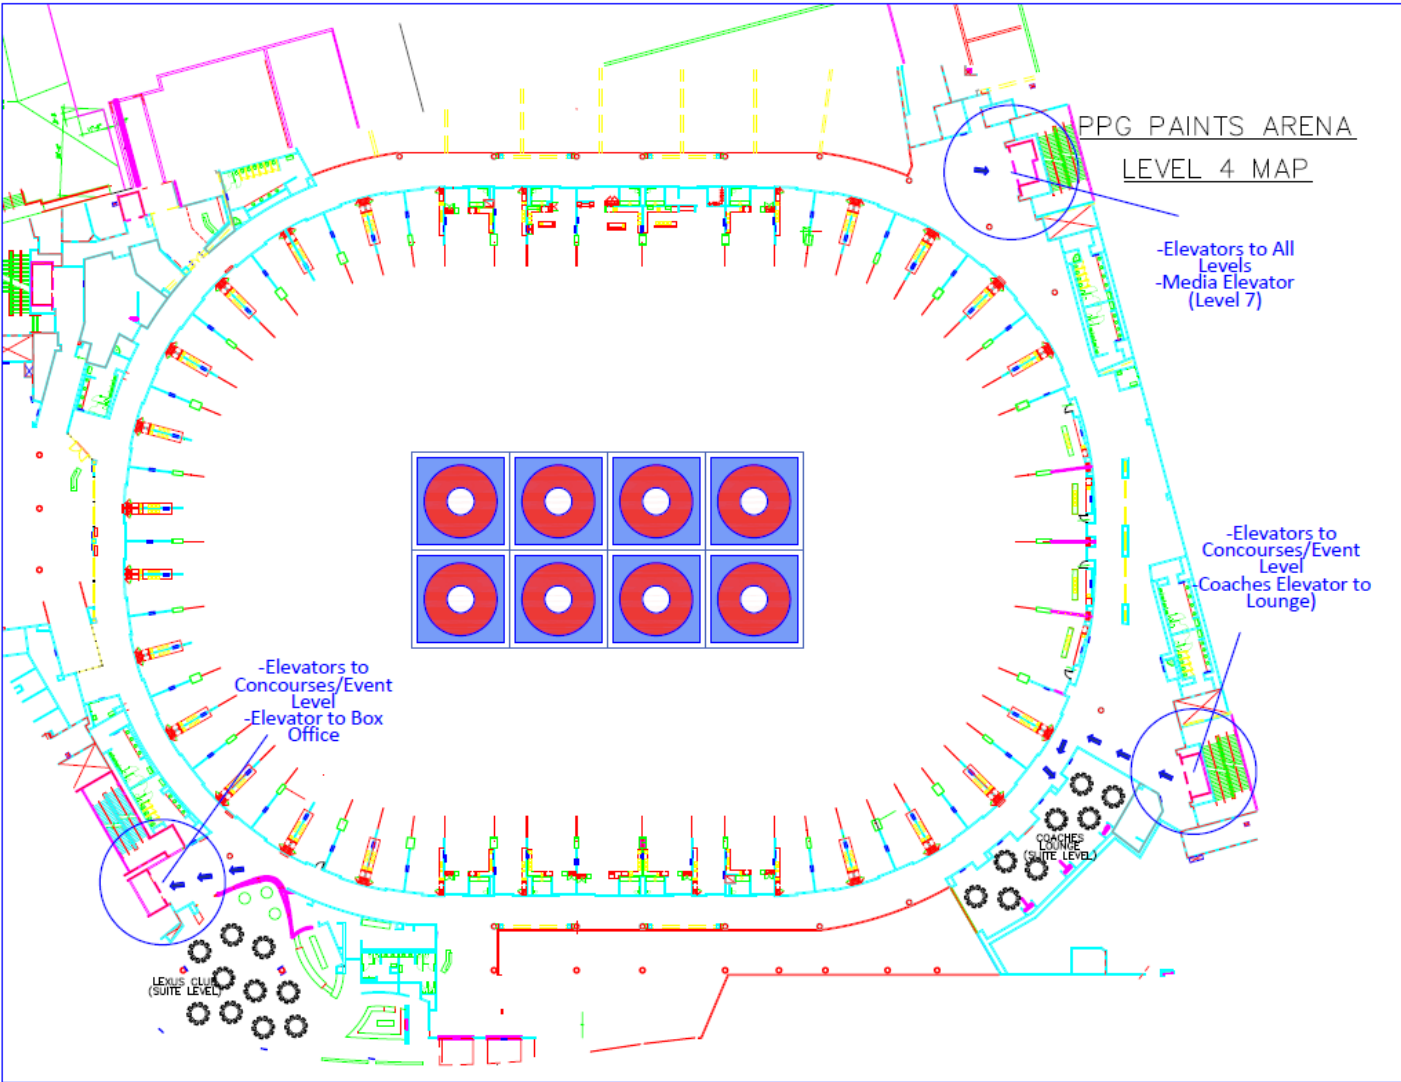 PPG PAINTS ARENA
LEVEL 4 MAP
-Elevators to All
Levels
-Media Elevator
(Level 7)
-Elevators to
Concourses/Event
Level
-Coaches Elevator to
Lounge)
-Elevators to
Concourses/Event
Level
-Elevator to Box
Office
COACHES
LOUNGE
(SUITE LEVEL)
LEXUS CLUB
(SUITE LEVEL)